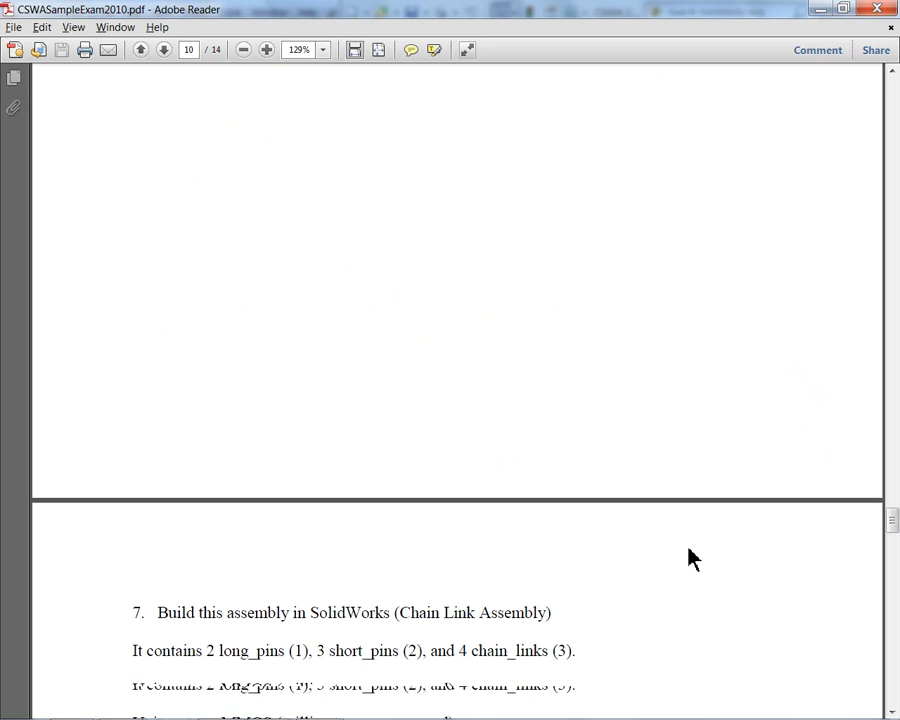 CSWASampleExam2010.pdf - Adobe Reader
File Edit View Window Help
10 / 14 129% Comment Share
7. Build this assembly in SolidWorks (Chain Link Assembly)
It contains 2 long_pins (1), 3 short_pins (2), and 4 chain_links (3).